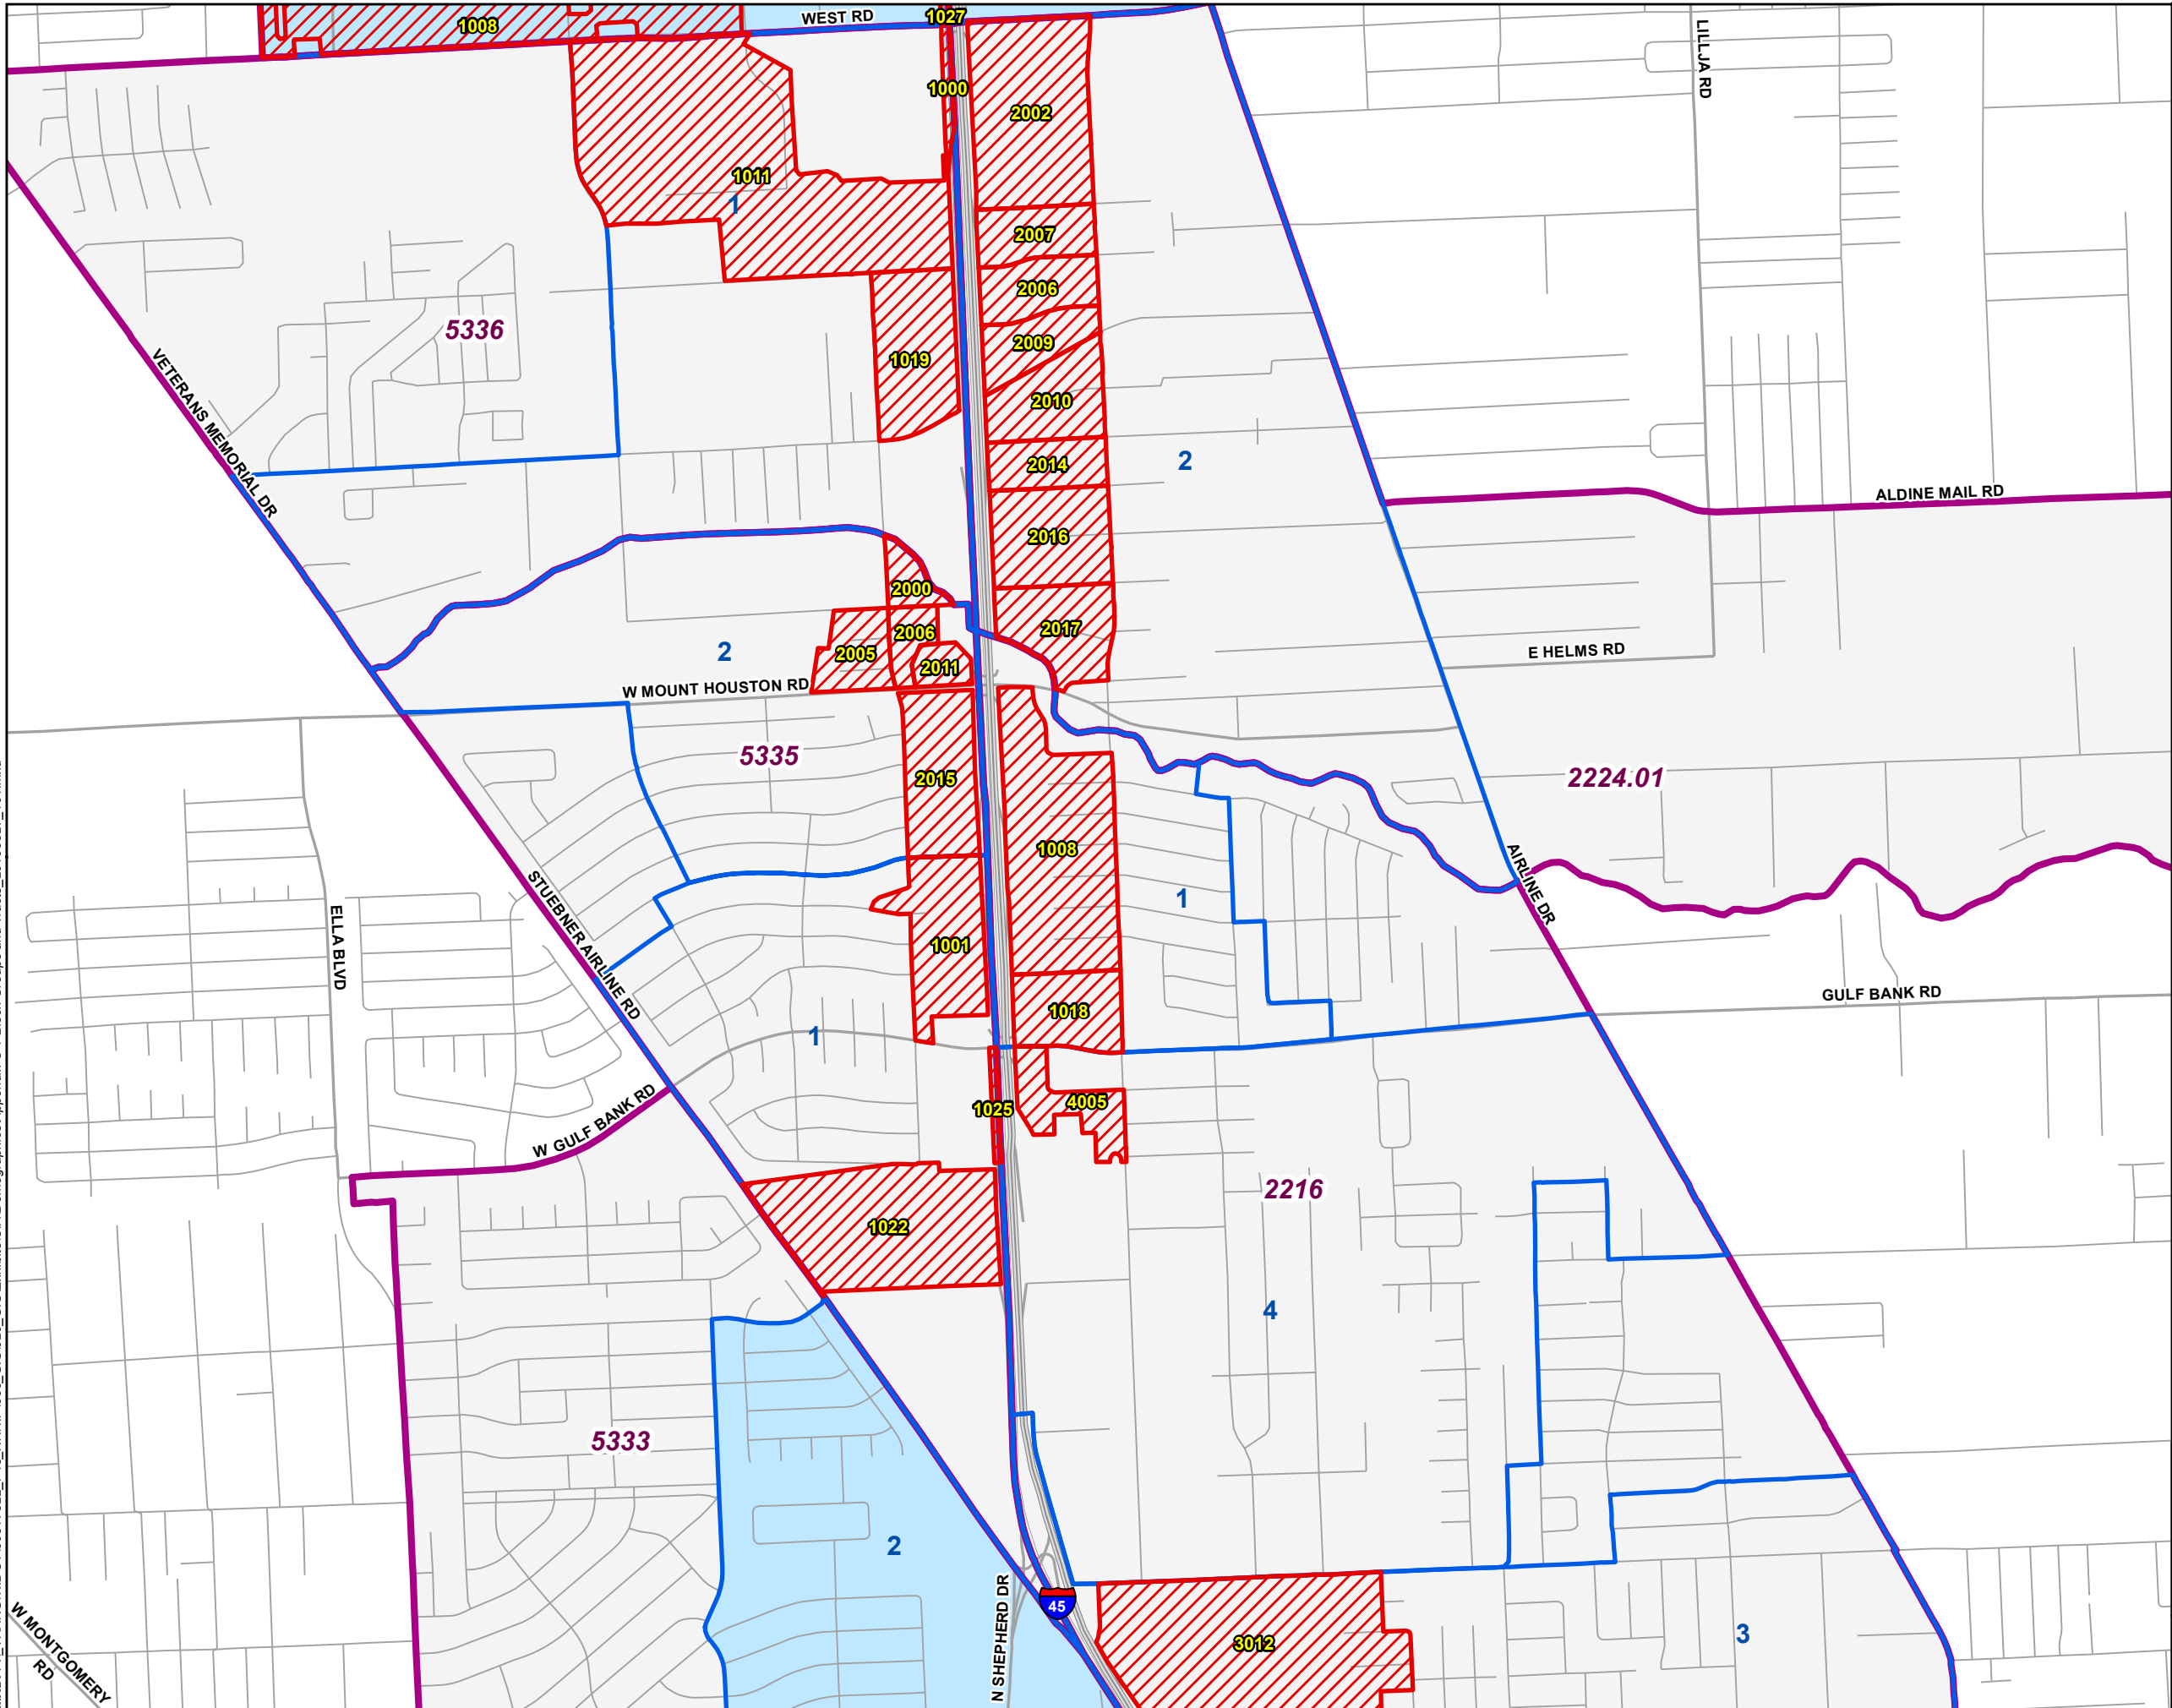 WEST RD
1027
1008
LILLJA RD
1000
2002
1011
1
2007
2006
5336
2009
1019
VETERANS MEMORIAL DR
2010
2
2014
ALDINE MAIL RD
2016
2000
2017
2006
2
2005
E HELMS RD
2011
W MOUNT HOUSTON RD
5335
2015
2224.01
1008
AIRLINE DR
1
STUEBNER AIRLINE RD
ELLA BLVD
1001
GULF BANK RD
1018
1
4005
1025
W GULF BANK RD
2216
1022
4
5333
2
45
N SHEPHERD DR
3012
3
W MONTGOMERY
RD